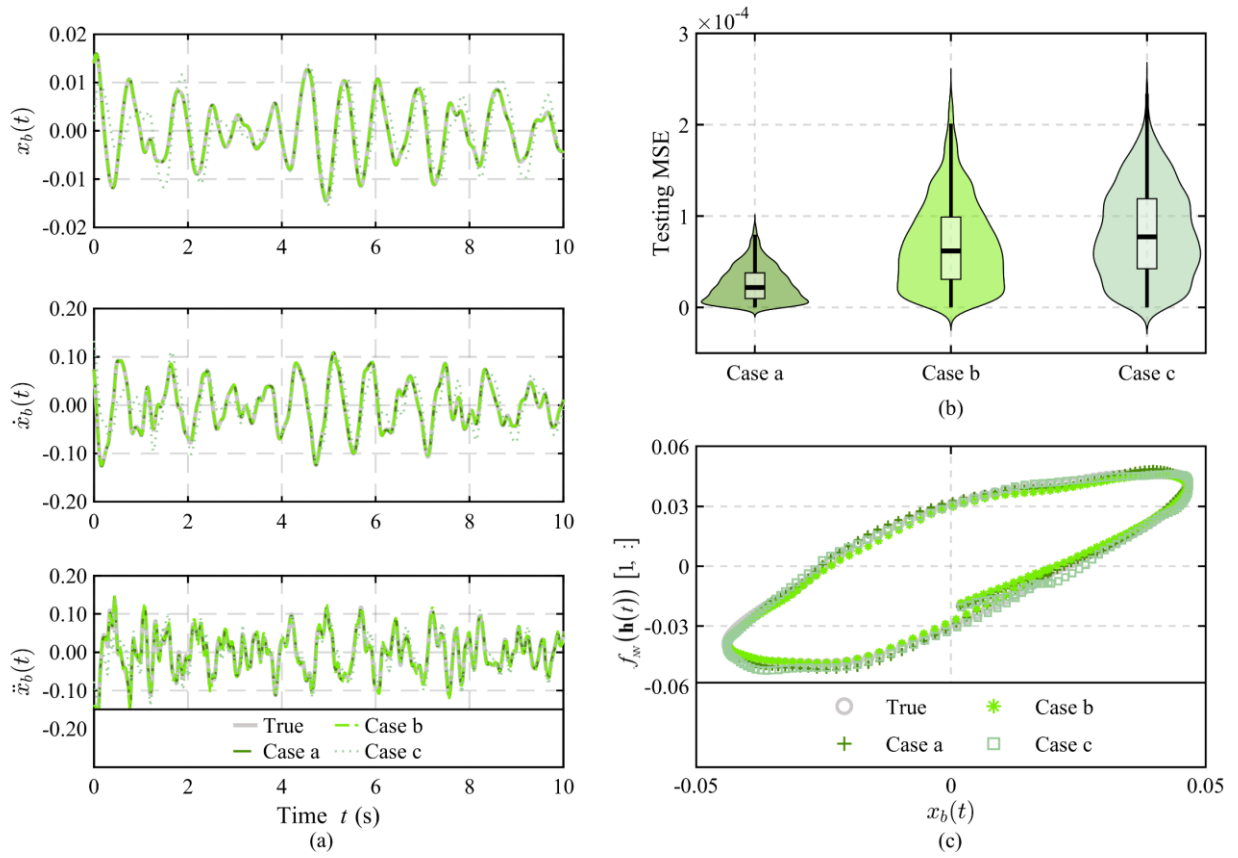 0.02
0.01
0.00
-0.01
-0.02
x_b(t)
0 2 4 6 8 10
0.20
0.10
0.00
-0.10
-0.20
ẋ_b(t)
0 2 4 6 8 10
0.20
0.10
0.00
-0.10
-0.20
ẍ_b(t)
True Case b
Case a Case c
0 2 4 6 8 10
Time t (s)
(a)
×10⁻⁴
3
2
1
0
Testing MSE
Case a Case b Case c
(b)
0.06
0.03
0
-0.03
-0.06
f_NN(h(t)) [1, :]
True Case b
Case a Case c
-0.05 0 0.05
x_b(t)
(c)